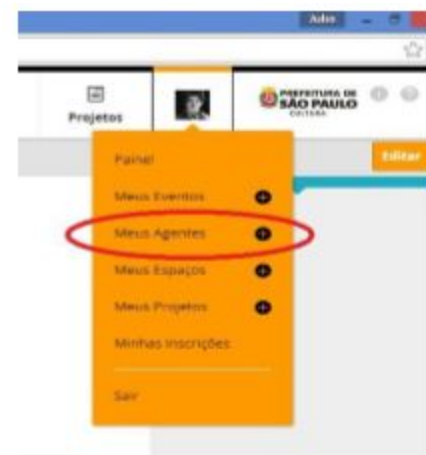 Projetos
PREFEITURA DE
SÃO PAULO
CULTURA
Editar
Painel
Meus Eventos
Meus Agentes
Meus Espaços
Meus Projetos
Minhas Inscrições
Sair